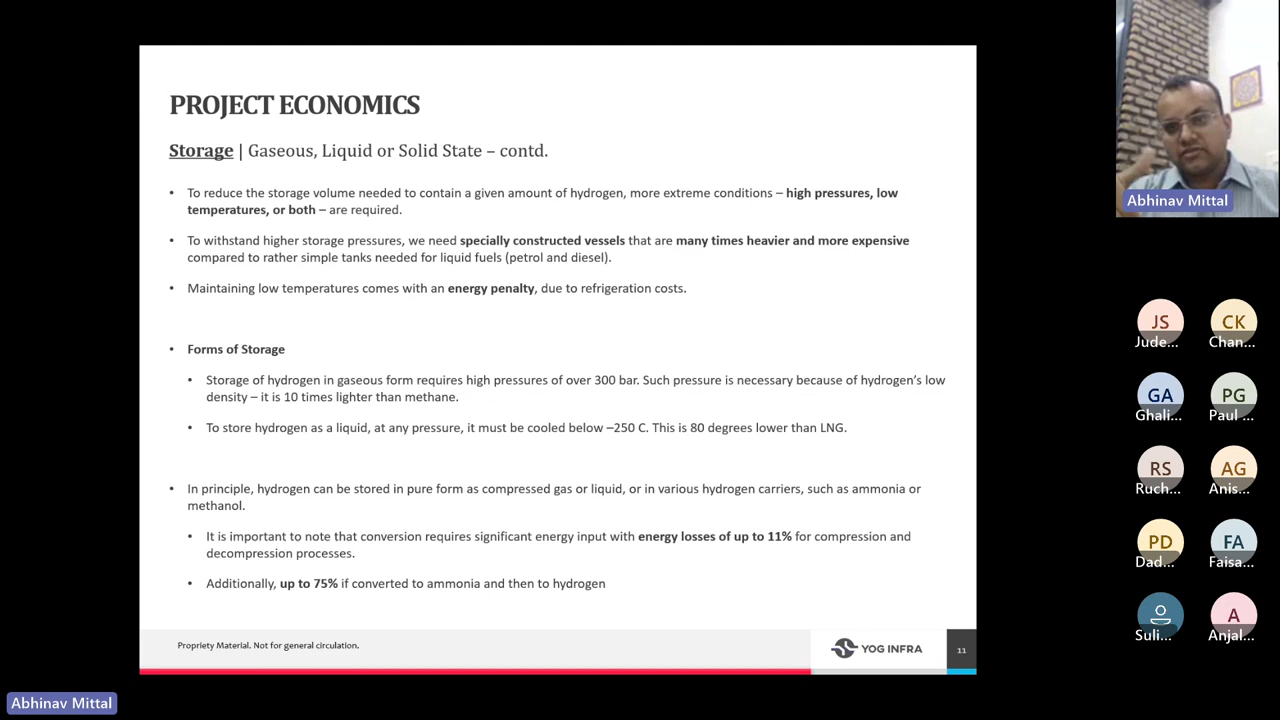 PROJECT ECONOMICS
Storage | Gaseous, Liquid or Solid State – contd.
• To reduce the storage volume needed to contain a given amount of hydrogen, more extreme conditions – high pressures, low
temperatures, or both – are required.
• To withstand higher storage pressures, we need specially constructed vessels that are many times heavier and more expensive
compared to rather simple tanks needed for liquid fuels (petrol and diesel).
• Maintaining low temperatures comes with an energy penalty, due to refrigeration costs.
• Forms of Storage
• Storage of hydrogen in gaseous form requires high pressures of over 300 bar. Such pressure is necessary because of hydrogen's low
density – it is 10 times lighter than methane.
• To store hydrogen as a liquid, at any pressure, it must be cooled below –250 C. This is 80 degrees lower than LNG.
• In principle, hydrogen can be stored in pure form as compressed gas or liquid, or in various hydrogen carriers, such as ammonia or
methanol.
• It is important to note that conversion requires significant energy input with energy losses of up to 11% for compression and
decompression processes.
• Additionally, up to 75% if converted to ammonia and then to hydrogen
Propriety Material. Not for general circulation.
YOG INFRA
11
Abhinav Mittal
JS
Jude...
CK
Chan...
GA
Ghali...
PG
Paul ...
RS
Ruch...
AG
Anis...
PD
Dad...
FA
Faisa...
Suli...
A
Anjal...
Abhinav Mittal